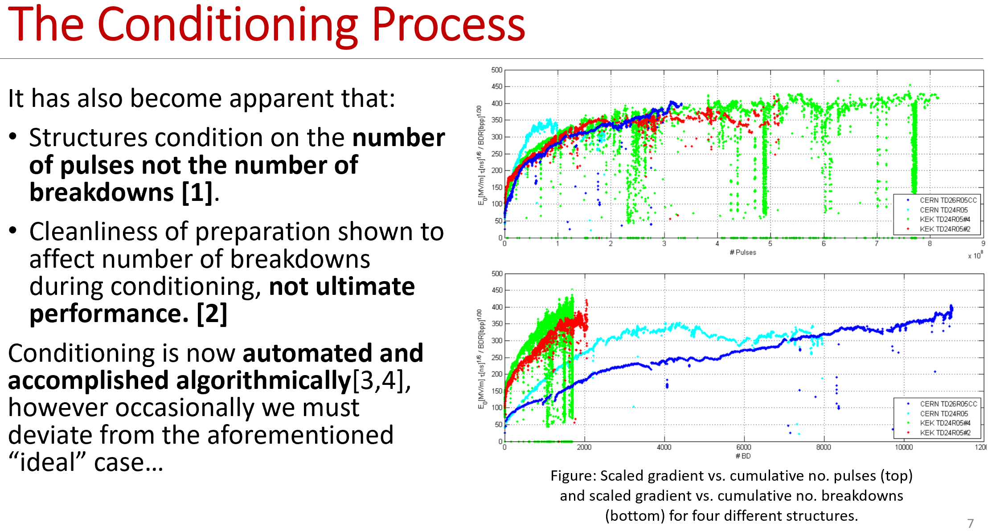 The Conditioning Process
It has also become apparent that:
• Structures condition on the number
of pulses not the number of
breakdowns [1].
• Cleanliness of preparation shown to
affect number of breakdowns
during conditioning, not ultimate
performance. [2]
Conditioning is now automated and
accomplished algorithmically[3,4],
however occasionally we must
deviate from the aforementioned
“ideal” case…
E0[MV/m] τ[ns]^1/6 / BDR[bpp]^1/30
500
450
400
350
300
250
200
150
100
50
0
0 1 2 3 4 5 6 7 8 9
# Pulses
x 10^8
CERN TD26R05CC
CERN TD24R05
KEK TD24R05#4
KEK TD24R05#2
E0[MV/m] τ[ns]^1/6 / BDR[bpp]^1/30
500
450
400
350
300
250
200
150
100
50
0
0 2000 4000 6000 8000 10000 120
# BD
CERN TD26R05CC
CERN TD24R05
KEK TD24R05#4
KEK TD24R05#2
Figure: Scaled gradient vs. cumulative no. pulses (top)
and scaled gradient vs. cumulative no. breakdowns
(bottom) for four different structures.
7